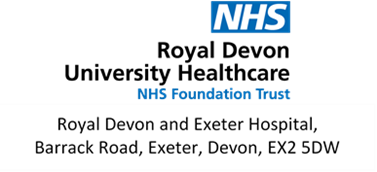 NHS
Royal Devon
University Healthcare
NHS Foundation Trust
Royal Devon and Exeter Hospital,
Barrack Road, Exeter, Devon, EX2 5DW